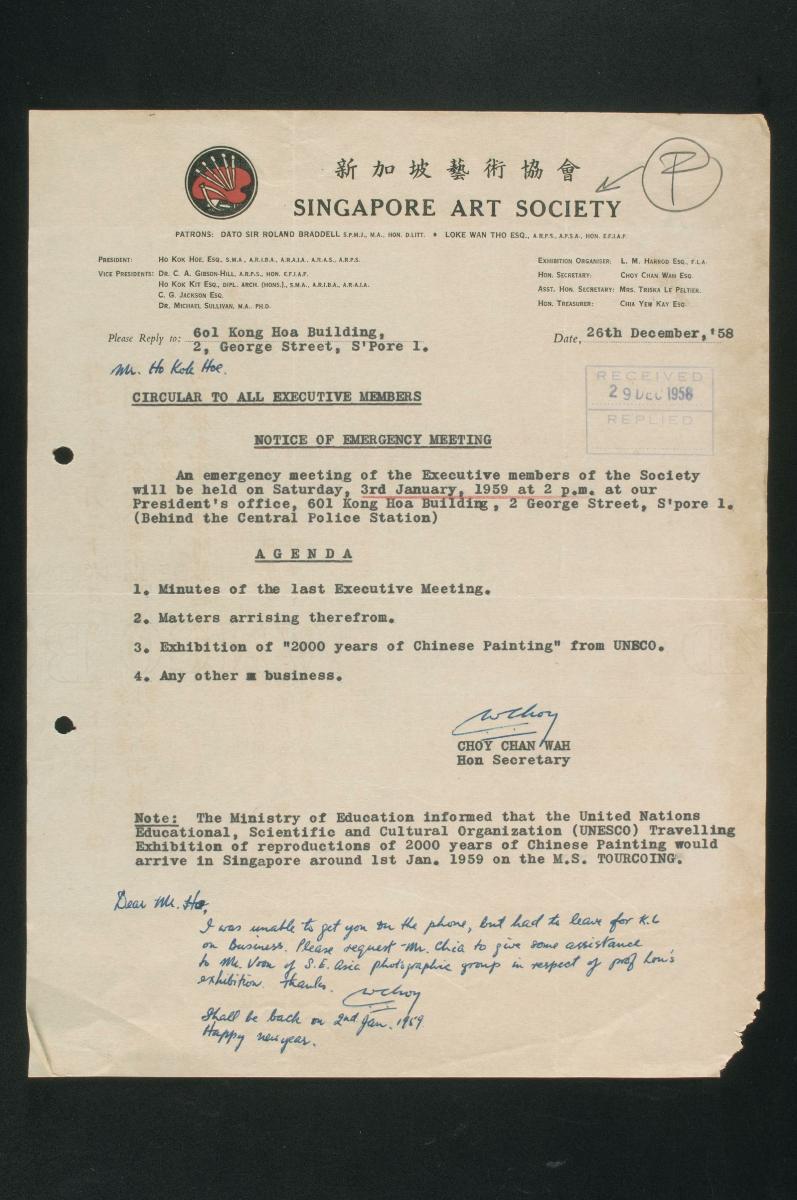 新加坡藝術協會
P
SINGAPORE ART SOCIETY
PATRONS: DATO SIR ROLAND BRADDELL S.P.M.J., M.A., HON. D.LITT. • LOKE WAN THO ESQ., A.R.P.S., A.P.S.A., HON. E.F.I.A.P.
PRESIDENT: HO KOK HOE, ESQ., S.M.A., A.R.I.B.A., A.R.A.I.A., A.R.A.S., A.R.P.S.
VICE PRESIDENTS: DR. C. A. GIBSON-HILL, A.R.P.S., HON. E.F.I.A.P.
HO KOK KIT ESQ., DIPL. ARCH. (HONS.), S.M.A., A.R.I.B.A., A.R.A.I.A.
C. G. JACKSON ESQ.
DR. MICHAEL SULLIVAN, M.A., PH.D.
EXHIBITION ORGANISER: L. M. HARROD ESQ., F.L.A.
HON. SECRETARY: CHOY CHAN WAH ESQ.
ASST. HON. SECRETARY: MRS. TRISKA LE PELTIER.
HON. TREASURER: CHIA YEW KAY ESQ.
Please Reply to: 601 Kong Hoa Building,
2, George Street, S'Pore 1.
Date, 26th December,'58
Mr. Ho Kok Hoe.
RECEIVED
29 DEC 1958
REPLIED
CIRCULAR TO ALL EXECUTIVE MEMBERS
NOTICE OF EMERGENCY MEETING
An emergency meeting of the Executive members of the Society
will be held on Saturday, 3rd January, 1959 at 2 p.m. at our
President's office, 601 Kong Hoa Building, 2 George Street, S'pore 1.
(Behind the Central Police Station)
A G E N D A
1. Minutes of the last Executive Meeting.
2. Matters arrising therefrom.
3. Exhibition of "2000 years of Chinese Painting" from UNECO.
4. Any other business.
WChoy
CHOY CHAN WAH
Hon Secretary
Note: The Ministry of Education informed that the United Nations
Educational, Scientific and Cultural Organization (UNESCO) Travelling
Exhibition of reproductions of 2000 years of Chinese Painting would
arrive in Singapore around 1st Jan. 1959 on the M.S. TOURCOING.
Dear Mr. Ho,
I was unable to get you on the phone, but had to leave for K.L
on Business. Please request Mr. Chia to give some assistance
to Mr. Voon of S.E. Asia photographic group in respect of prof
exhibition. Thanks.
WChoy
Shall be back on 2nd Jan. 1959.
Happy new year.